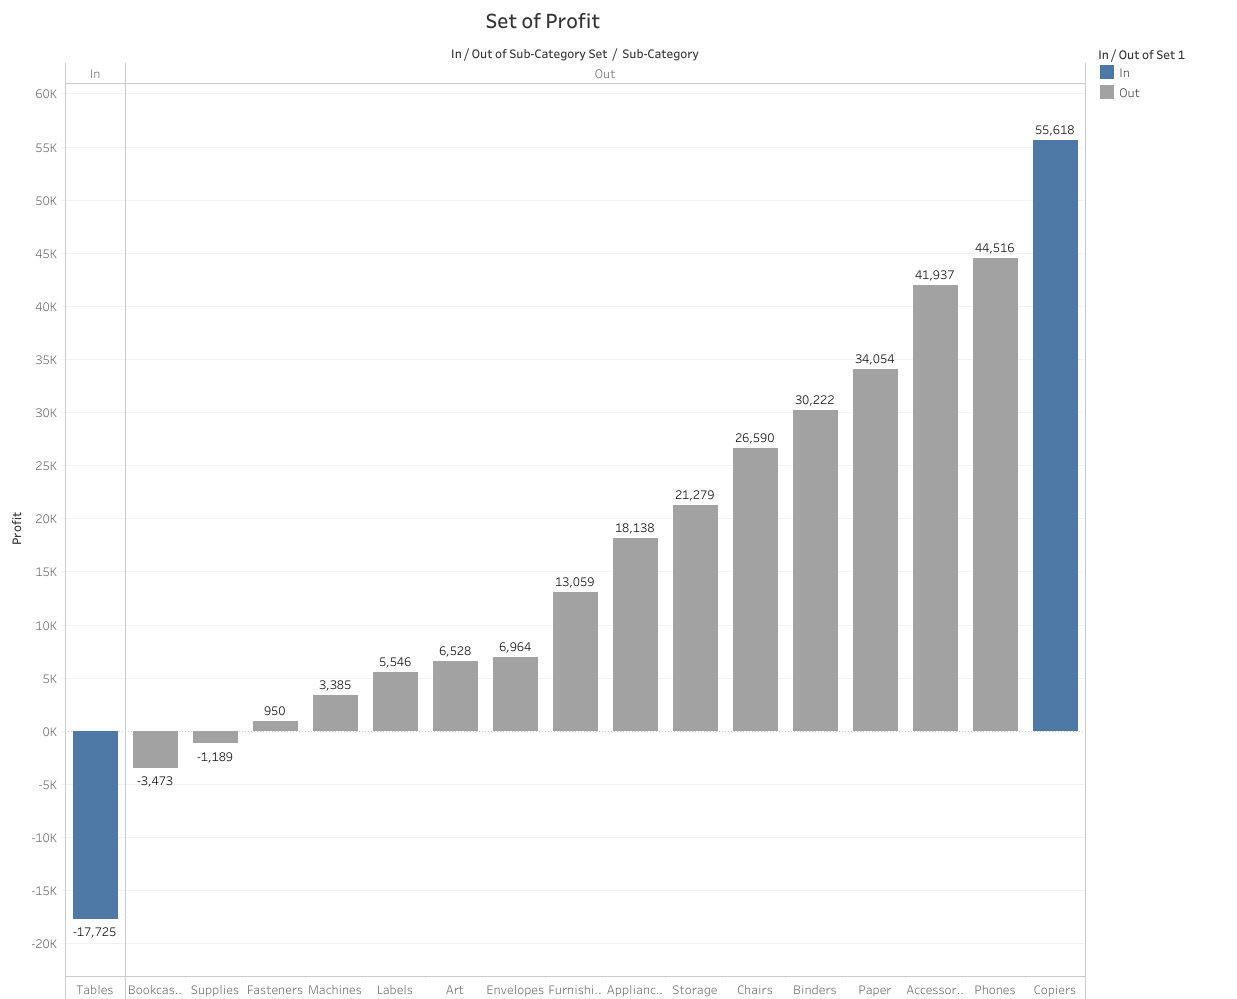 Set of Profit
In / Out of Sub-Category Set / Sub-Category
In / Out of Set 1
In
Out
In
Out
60K
55K
50K
45K
40K
35K
30K
25K
20K
15K
10K
5K
0K
-5K
-10K
-15K
-20K
Profit
-17,725
-3,473
-1,189
950
3,385
5,546
6,528
6,964
13,059
18,138
21,279
26,590
30,222
34,054
41,937
44,516
55,618
Tables Bookcas.. Supplies Fasteners Machines Labels Art Envelopes Furnishi.. Applianc.. Storage Chairs Binders Paper Accessor.. Phones Copiers